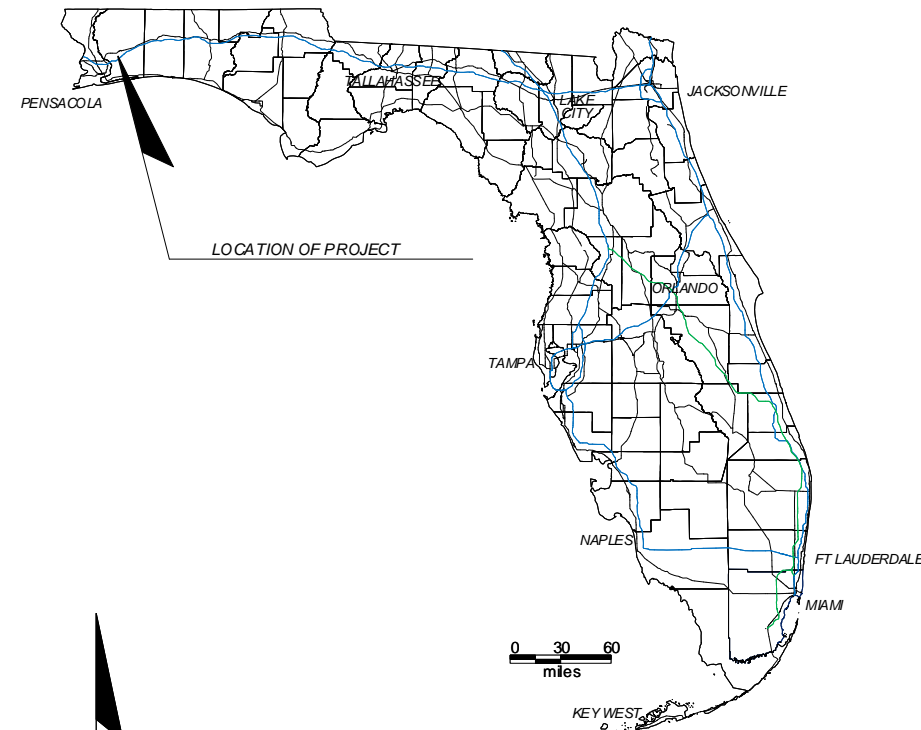 TALLAHASSEE
PENSACOLA
LAKE
CITY
JACKSONVILLE
LOCATION OF PROJECT
ORLANDO
TAMPA
NAPLES
FT LAUDERDALE
MIAMI
0 30 60
miles
KEY WEST